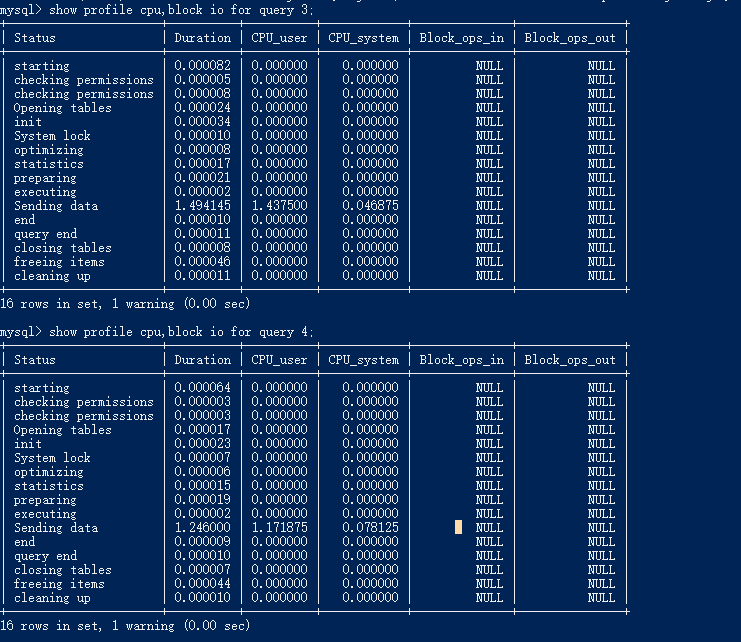 mysql> show profile cpu,block io for query 3;
Status | Duration | CPU_user | CPU_system | Block_ops_in | Block_ops_out
starting | 0.000082 | 0.000000 | 0.000000 | NULL | NULL
checking permissions | 0.000005 | 0.000000 | 0.000000 | NULL | NULL
checking permissions | 0.000008 | 0.000000 | 0.000000 | NULL | NULL
Opening tables | 0.000024 | 0.000000 | 0.000000 | NULL | NULL
init | 0.000034 | 0.000000 | 0.000000 | NULL | NULL
System lock | 0.000010 | 0.000000 | 0.000000 | NULL | NULL
optimizing | 0.000008 | 0.000000 | 0.000000 | NULL | NULL
statistics | 0.000017 | 0.000000 | 0.000000 | NULL | NULL
preparing | 0.000021 | 0.000000 | 0.000000 | NULL | NULL
executing | 0.000002 | 0.000000 | 0.000000 | NULL | NULL
Sending data | 1.494145 | 1.437500 | 0.046875 | NULL | NULL
end | 0.000010 | 0.000000 | 0.000000 | NULL | NULL
query end | 0.000011 | 0.000000 | 0.000000 | NULL | NULL
closing tables | 0.000008 | 0.000000 | 0.000000 | NULL | NULL
freeing items | 0.000046 | 0.000000 | 0.000000 | NULL | NULL
cleaning up | 0.000011 | 0.000000 | 0.000000 | NULL | NULL
16 rows in set, 1 warning (0.00 sec)
mysql> show profile cpu,block io for query 4;
Status | Duration | CPU_user | CPU_system | Block_ops_in | Block_ops_out
starting | 0.000064 | 0.000000 | 0.000000 | NULL | NULL
checking permissions | 0.000003 | 0.000000 | 0.000000 | NULL | NULL
checking permissions | 0.000003 | 0.000000 | 0.000000 | NULL | NULL
Opening tables | 0.000017 | 0.000000 | 0.000000 | NULL | NULL
init | 0.000023 | 0.000000 | 0.000000 | NULL | NULL
System lock | 0.000007 | 0.000000 | 0.000000 | NULL | NULL
optimizing | 0.000006 | 0.000000 | 0.000000 | NULL | NULL
statistics | 0.000015 | 0.000000 | 0.000000 | NULL | NULL
preparing | 0.000019 | 0.000000 | 0.000000 | NULL | NULL
executing | 0.000002 | 0.000000 | 0.000000 | NULL | NULL
Sending data | 1.246000 | 1.171875 | 0.078125 | NULL | NULL
end | 0.000009 | 0.000000 | 0.000000 | NULL | NULL
query end | 0.000010 | 0.000000 | 0.000000 | NULL | NULL
closing tables | 0.000007 | 0.000000 | 0.000000 | NULL | NULL
freeing items | 0.000044 | 0.000000 | 0.000000 | NULL | NULL
cleaning up | 0.000010 | 0.000000 | 0.000000 | NULL | NULL
16 rows in set, 1 warning (0.00 sec)